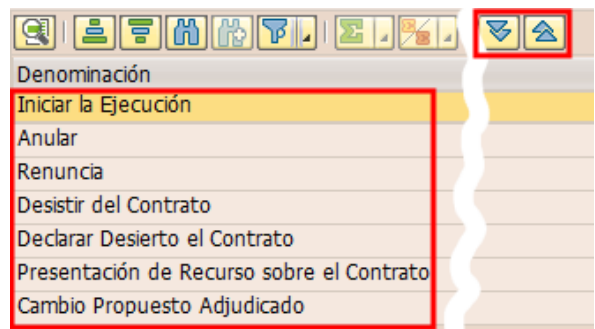 Denominación
Iniciar la Ejecución
Anular
Renuncia
Desistir del Contrato
Declarar Desierto el Contrato
Presentación de Recurso sobre el Contrato
Cambio Propuesto Adjudicado